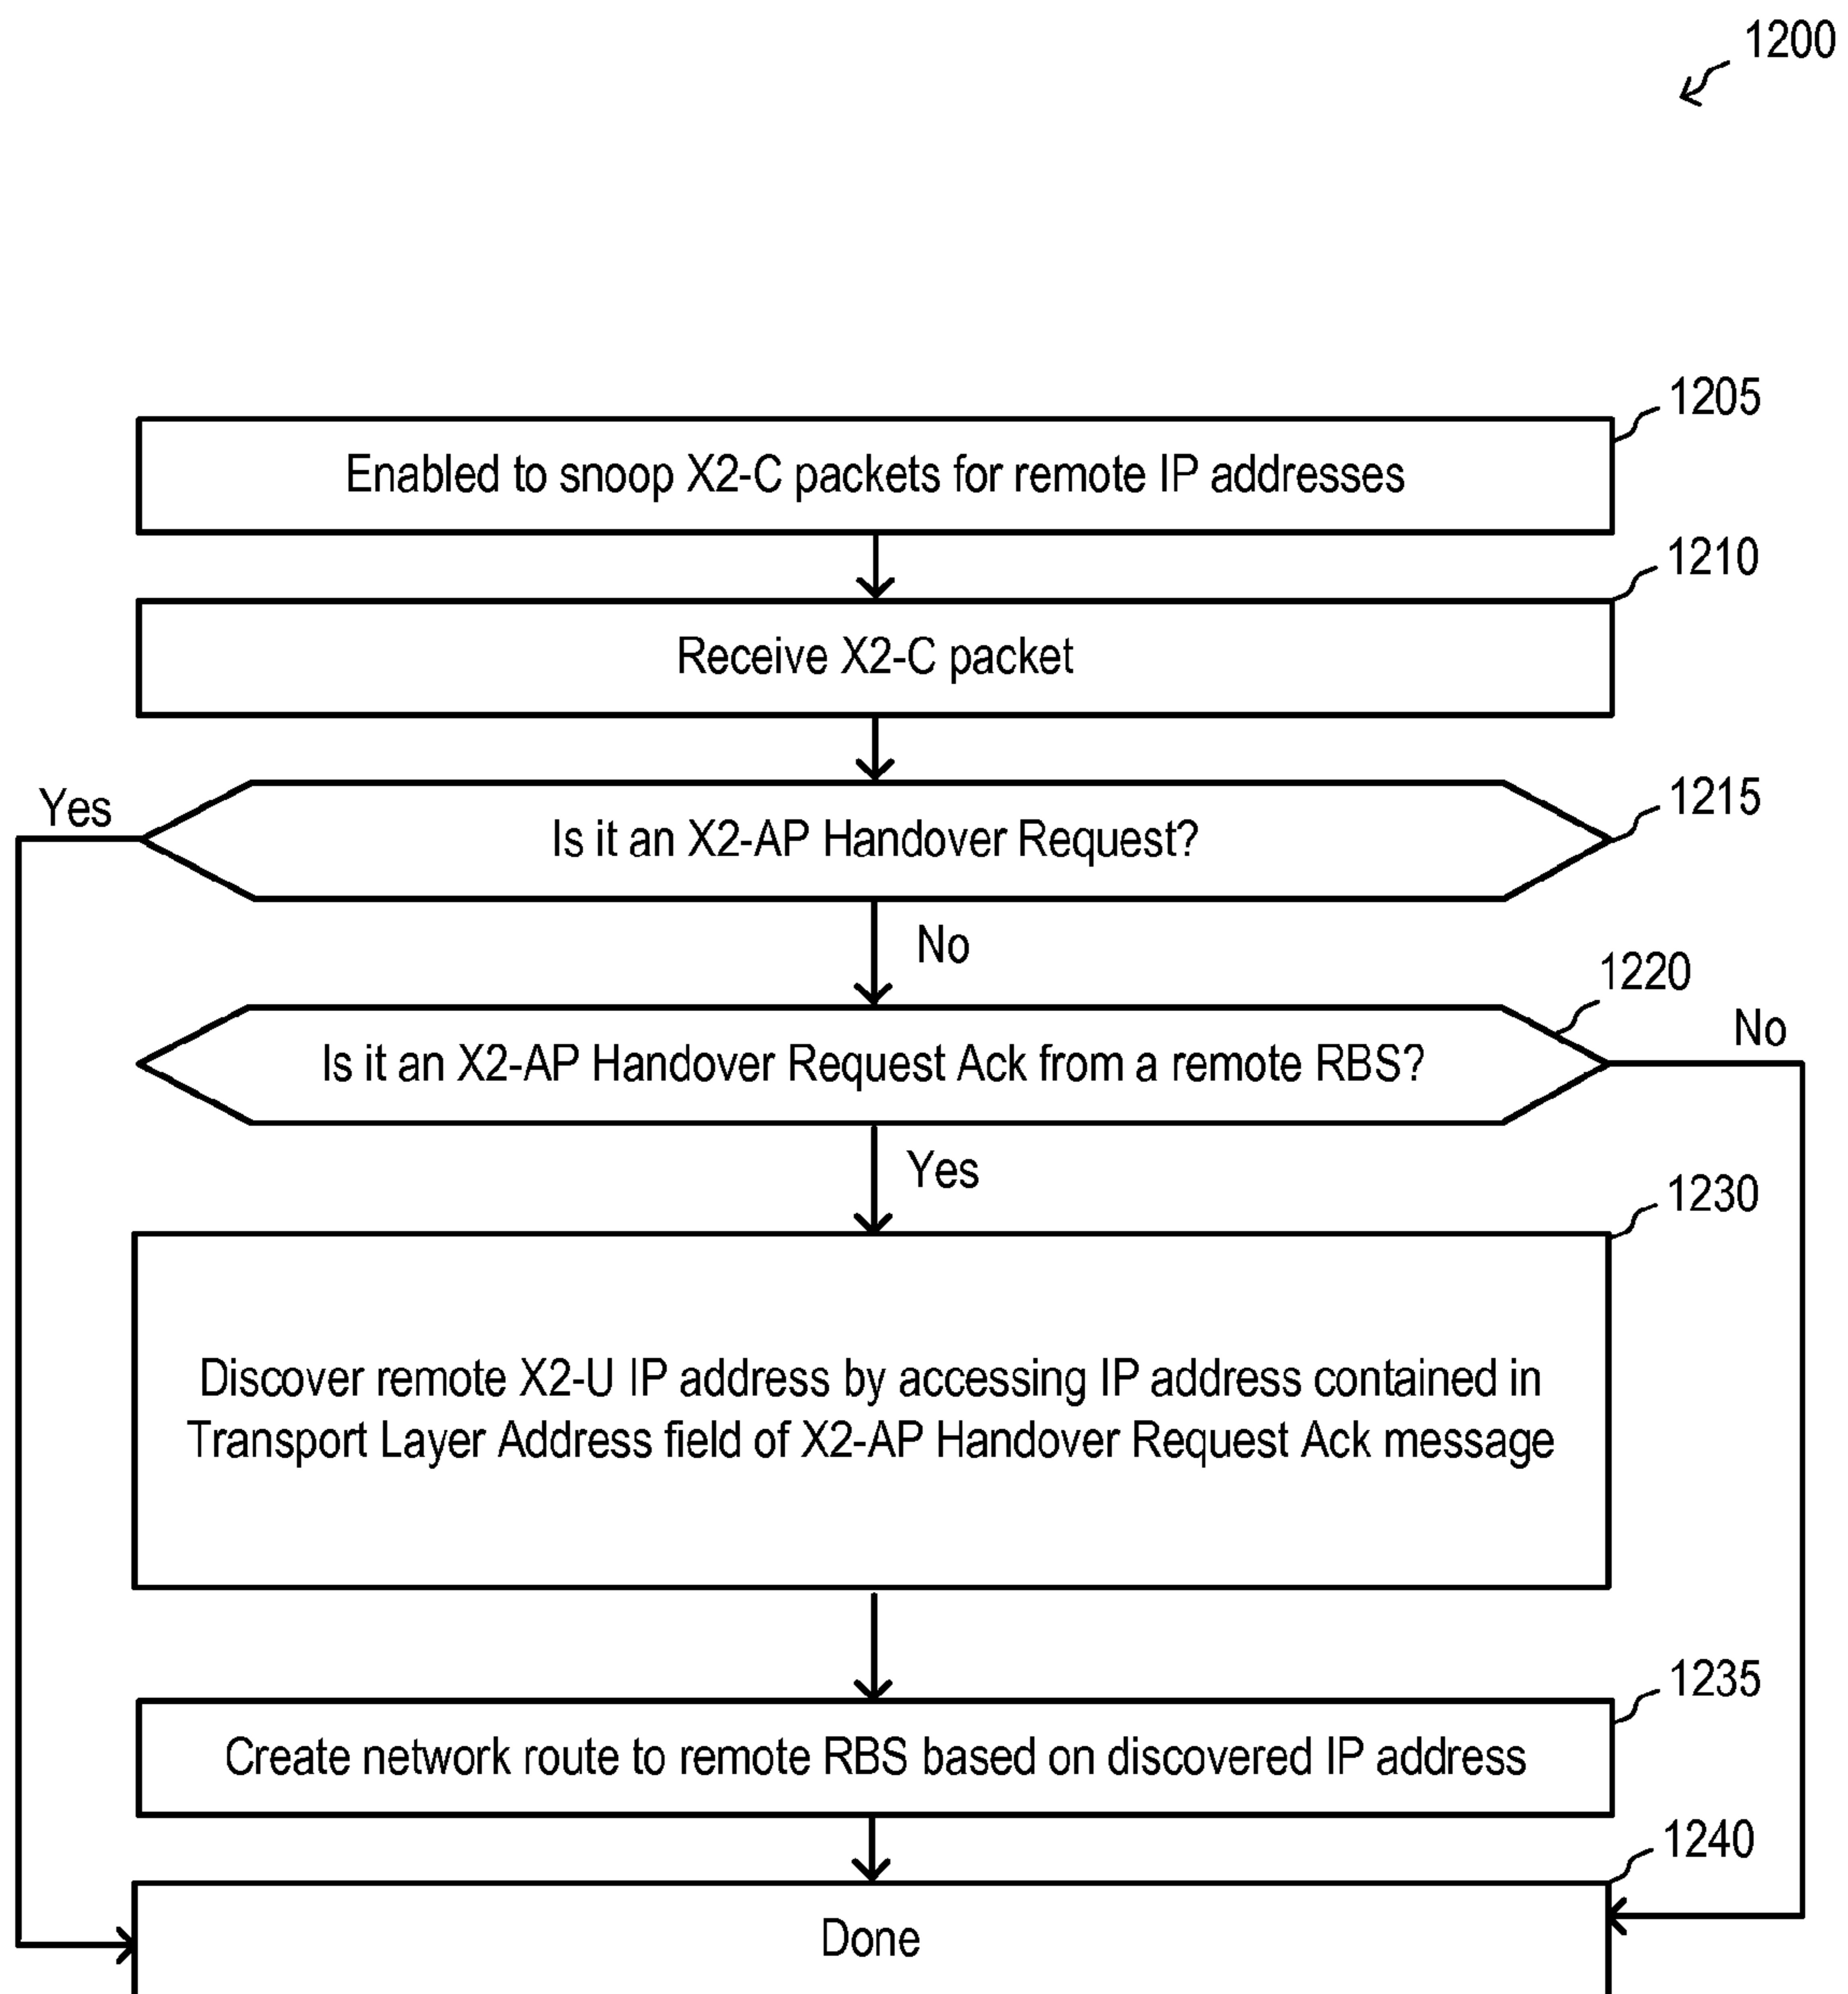 1200
1205
Enabled to snoop X2-C packets for remote IP addresses
1210
Receive X2-C packet
Yes
1215
Is it an X2-AP Handover Request?
No
1220
No
Is it an X2-AP Handover Request Ack from a remote RBS?
Yes
1230
Discover remote X2-U IP address by accessing IP address contained in
Transport Layer Address field of X2-AP Handover Request Ack message
1235
Create network route to remote RBS based on discovered IP address
1240
Done